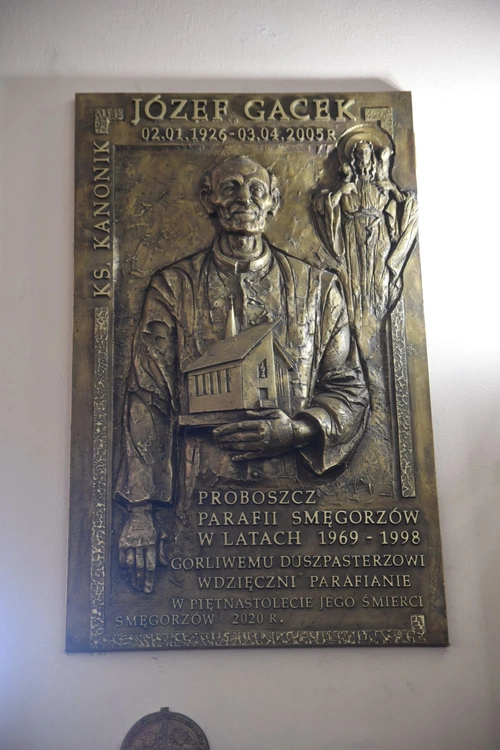 JÓZEF GACEK
02.01.1926-03.04.2005R
KS. KANONIK
PROBOSZCZ
PARAFII SMĘGORZÓW
W LATACH 1969 - 1998
GORLIWEMU DUSZPASTERZOWI
WDZIĘCZNI PARAFIANIE
W PIĘTNASTOLECIE JEGO ŚMIERCI
SMĘGORZÓW 2020 R.